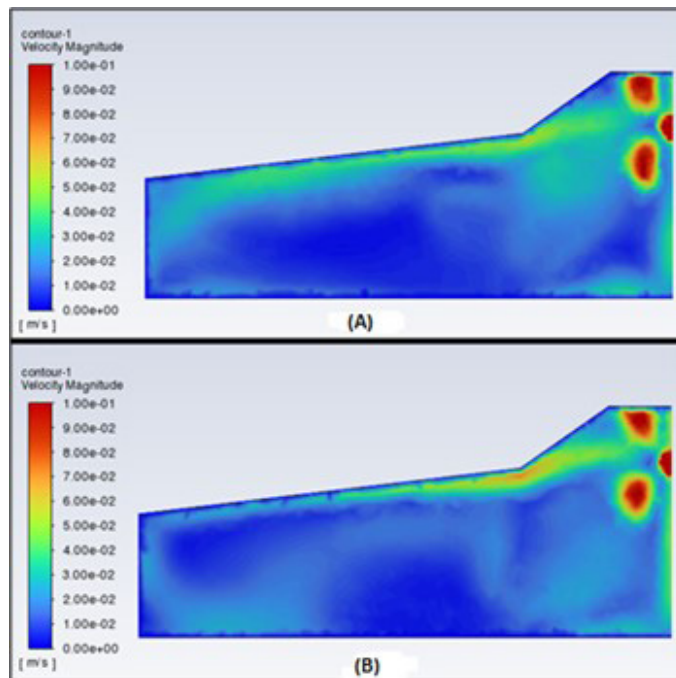 contour-1
Velocity Magnitude
1.00e-01
9.00e-02
8.00e-02
7.00e-02
6.00e-02
5.00e-02
4.00e-02
3.00e-02
2.00e-02
1.00e-02
0.00e+00
[ m/s ]
(A)
contour-1
Velocity Magnitude
1.00e-01
9.00e-02
8.00e-02
7.00e-02
6.00e-02
5.00e-02
4.00e-02
3.00e-02
2.00e-02
1.00e-02
0.00e+00
[ m/s ]
(B)